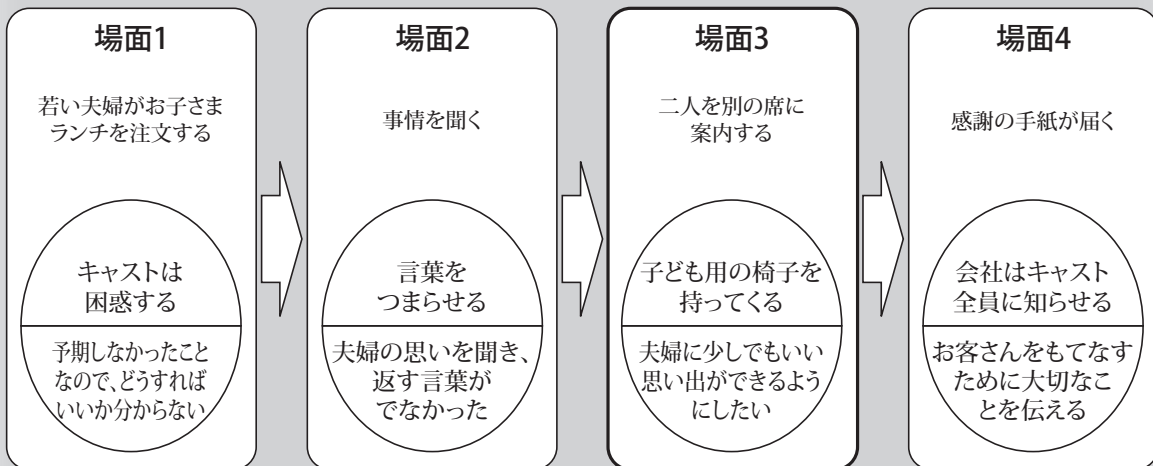 場面1
若い夫婦がお子さま
ランチを注文する
キャストは
困惑する
予期しなかったこと
なので、どうすれば
いいか分からない
場面2
事情を聞く
言葉を
つまらせる
夫婦の思いを聞き、
返す言葉が
でなかった
場面3
二人を別の席に
案内する
子ども用の椅子を
持ってくる
夫婦に少しでもいい
思い出ができるよう
にしたい
場面4
感謝の手紙が届く
会社はキャスト
全員に知らせる
お客さんをもてなす
ために大切なこ
とを伝える